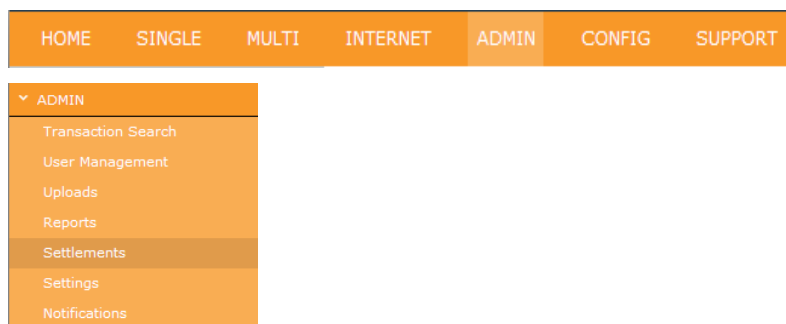 HOME SINGLE MULTI INTERNET ADMIN CONFIG SUPPORT
ADMIN
Transaction Search
User Management
Uploads
Reports
Settlements
Settings
Notifications